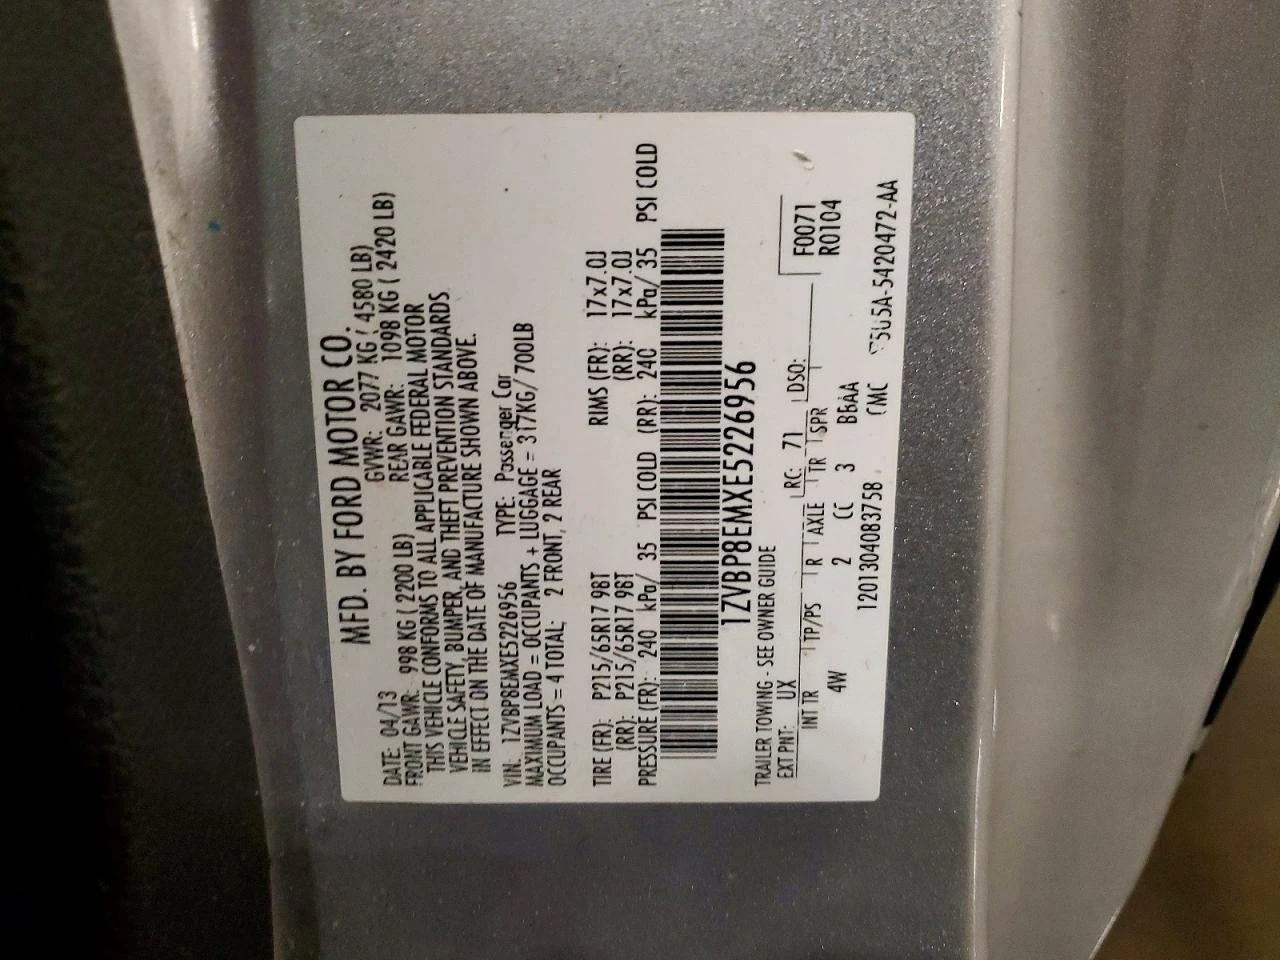 MFD. BY FORD MOTOR CO.
DATE: 04/13 GVWR: 2077 KG ( 4580 LB)
FRONT GAWR: 998 KG ( 2200 LB) REAR GAWR: 1098 KG ( 2420 LB)
THIS VEHICLE CONFORMS TO ALL APPLICABLE FEDERAL MOTOR
VEHICLE SAFETY, BUMPER, AND THEFT PREVENTION STANDARDS
IN EFFECT ON THE DATE OF MANUFACTURE SHOWN ABOVE.
VIN: 1ZVBP8EMXE5226956 TYPE: Passenger Car
MAXIMUM LOAD = OCCUPANTS + LUGGAGE = 317KG/ 700LB
OCCUPANTS = 4 TOTAL; 2 FRONT, 2 REAR
TIRE (FR): P215/65R17 98T RIMS (FR): 17x7.0J
(RR): P215/65R17 98T (RR): 17x7.0J
PRESSURE (FR): 240 kPa/ 35 PSI COLD (RR): 240 kPa/ 35 PSI COLD
1ZVBP8EMXE5226956
TRAILER TOWING - SEE OWNER GUIDE
EXT PNT: UX RC: 71 DSO: F0071
INT TR TP/PS R AXLE TR SPR R0104
4W 2 CC 3 B6AA
1201304083758 CMC 5U5A-5420472-AA